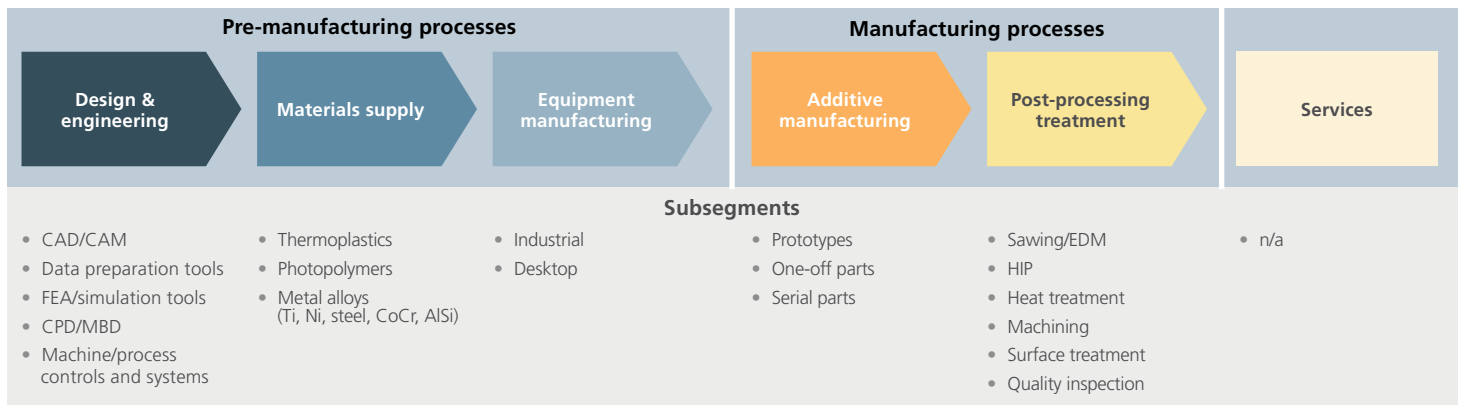 Pre-manufacturing processes
Manufacturing processes
Design &
engineering
Materials supply
Equipment
manufacturing
Additive
manufacturing
Post-processing
treatment
Services
Subsegments
• CAD/CAM
• Data preparation tools
• FEA/simulation tools
• CPD/MBD
• Machine/process
controls and systems
• Thermoplastics
• Photopolymers
• Metal alloys
(Ti, Ni, steel, CoCr, AlSi)
• Industrial
• Desktop
• Prototypes
• One-off parts
• Serial parts
• Sawing/EDM
• HIP
• Heat treatment
• Machining
• Surface treatment
• Quality inspection
• n/a